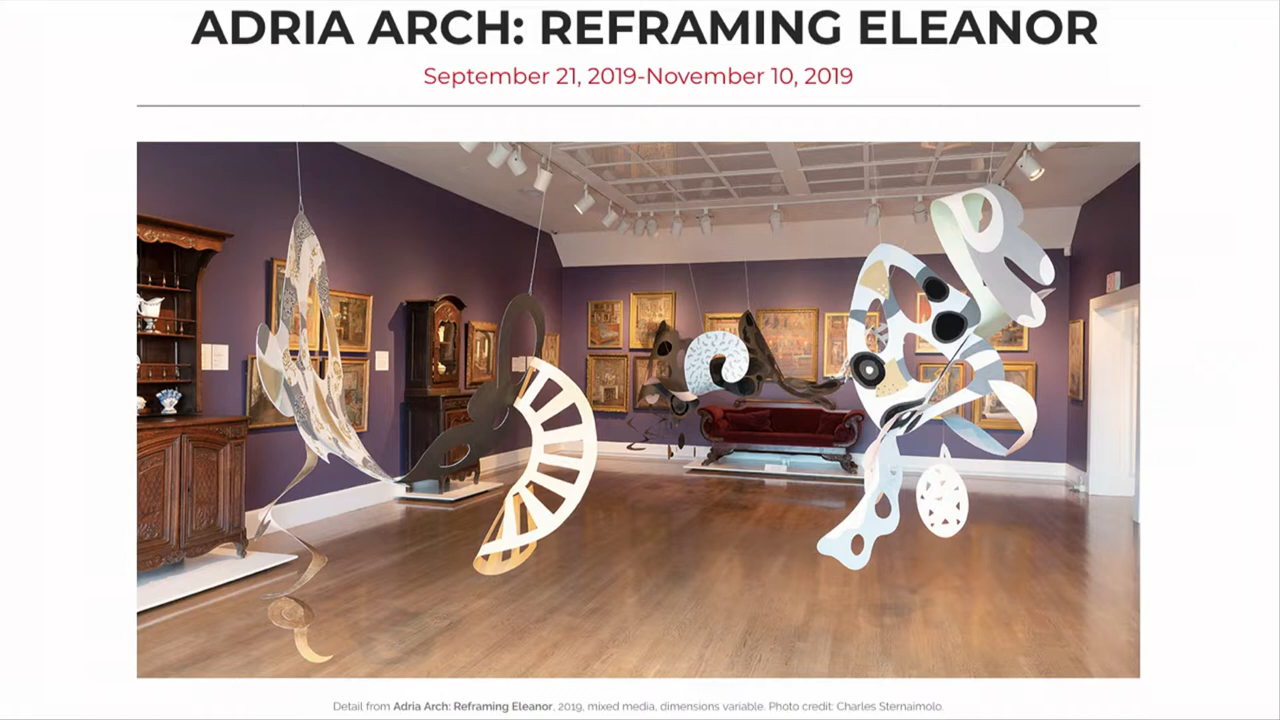 ADRIA ARCH: REFRAMING ELEANOR
September 21, 2019-November 10, 2019
Detail from Adria Arch: Reframing Eleanor, 2019, mixed media, dimensions variable. Photo credit: Charles Sternaimolo.